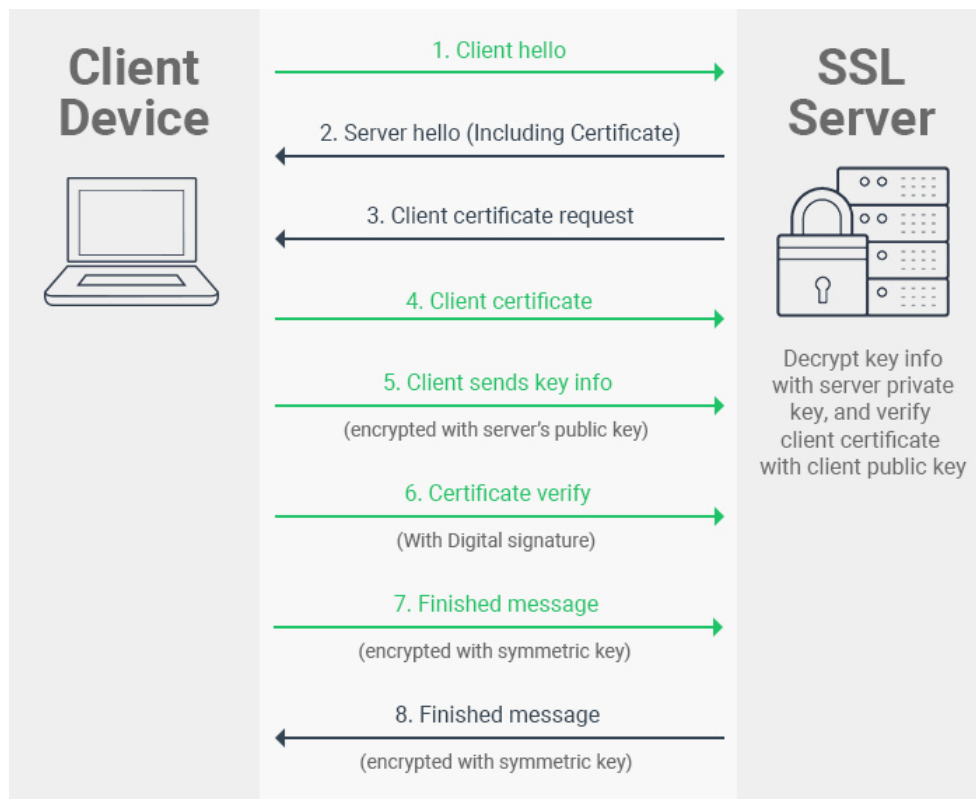 Client
Device
1. Client hello
SSL
Server
2. Server hello (Including Certificate)
3. Client certificate request
4. Client certificate
5. Client sends key info
(encrypted with server's public key)
Decrypt key info
with server private
key, and verify
client certificate
with client public key
6. Certificate verify
(With Digital signature)
7. Finished message
(encrypted with symmetric key)
8. Finished message
(encrypted with symmetric key)